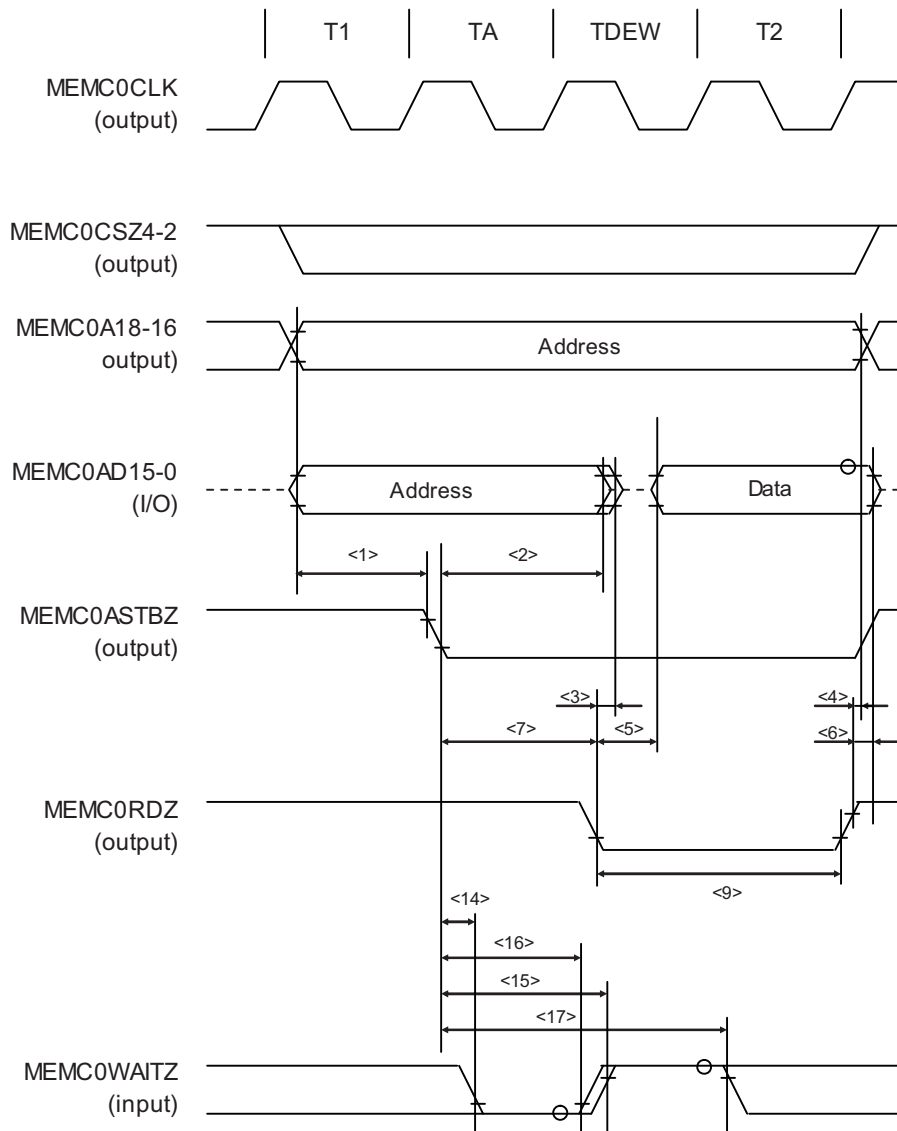 T1 TA TDEW T2
MEMC0CLK
(output)
MEMC0CSZ4-2
(output)
MEMC0A18-16
output)
Address
MEMC0AD15-0
(I/O)
Address
Data
<1>
<2>
MEMC0ASTBZ
(output)
<3>
<4>
<7>
<5>
<6>
MEMC0RDZ
(output)
<9>
<14>
<16>
<15>
<17>
MEMC0WAITZ
(input)